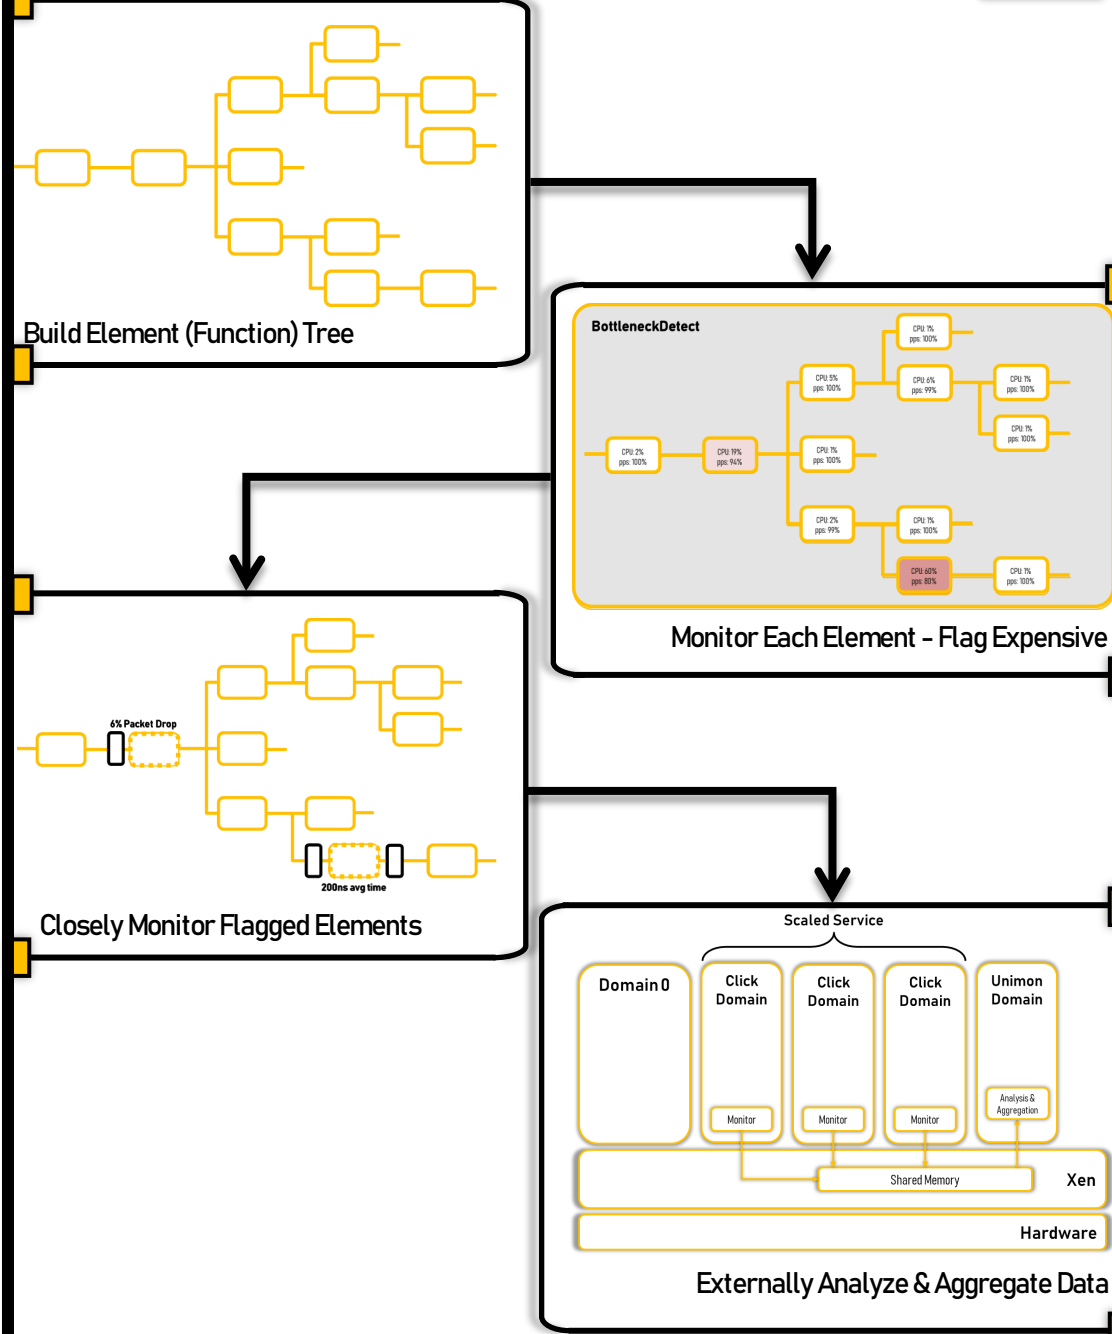 Build Element (Function) Tree
BottleneckDetect
CPU: 1%
pps: 100%
CPU: 5%
pps: 100%
CPU: 6%
pps: 99%
CPU: 1%
pps: 100%
CPU: 1%
pps: 100%
CPU: 2%
pps: 100%
CPU: 19%
pps: 94%
CPU: 1%
pps: 100%
CPU: 2%
pps: 99%
CPU: 1%
pps: 100%
CPU: 60%
pps: 80%
CPU: 1%
pps: 100%
Monitor Each Element - Flag Expensive
6% Packet Drop
200ns avg time
Closely Monitor Flagged Elements
Scaled Service
Domain 0
Click
Domain
Click
Domain
Click
Domain
Unimon
Domain
Analysis &
Aggregation
Monitor
Monitor
Monitor
Shared Memory
Xen
Hardware
Externally Analyze & Aggregate Data